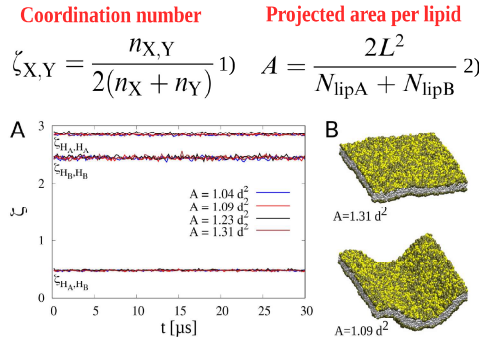 Coordination number
Projected area per lipid
ζX,Y = nX,Y / 2(nX + nY) 1)
A = 2L² / NlipA + NlipB 2)
A
B
3
ζHA,HA
ζHB,HB
2
A = 1.04 d²
A = 1.09 d²
A = 1.23 d²
A = 1.31 d²
ζ
1
ζHA,HB
0
0 5 10 15 20 25 30
t [μs]
A=1.31 d²
A=1.09 d²